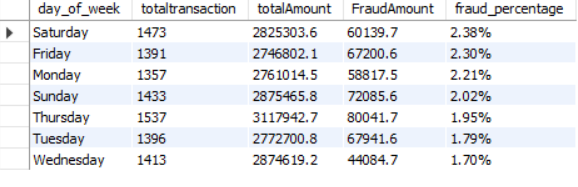 day_of_week totaltransaction totalAmount FraudAmount fraud_percentage
Saturday 1473 2825303.6 60139.7 2.38%
Friday 1391 2746802.1 67200.6 2.30%
Monday 1357 2761014.5 58817.5 2.21%
Sunday 1433 2875465.8 72085.6 2.02%
Thursday 1537 3117942.7 80041.7 1.95%
Tuesday 1396 2772700.8 67941.6 1.79%
Wednesday 1413 2874619.2 44084.7 1.70%